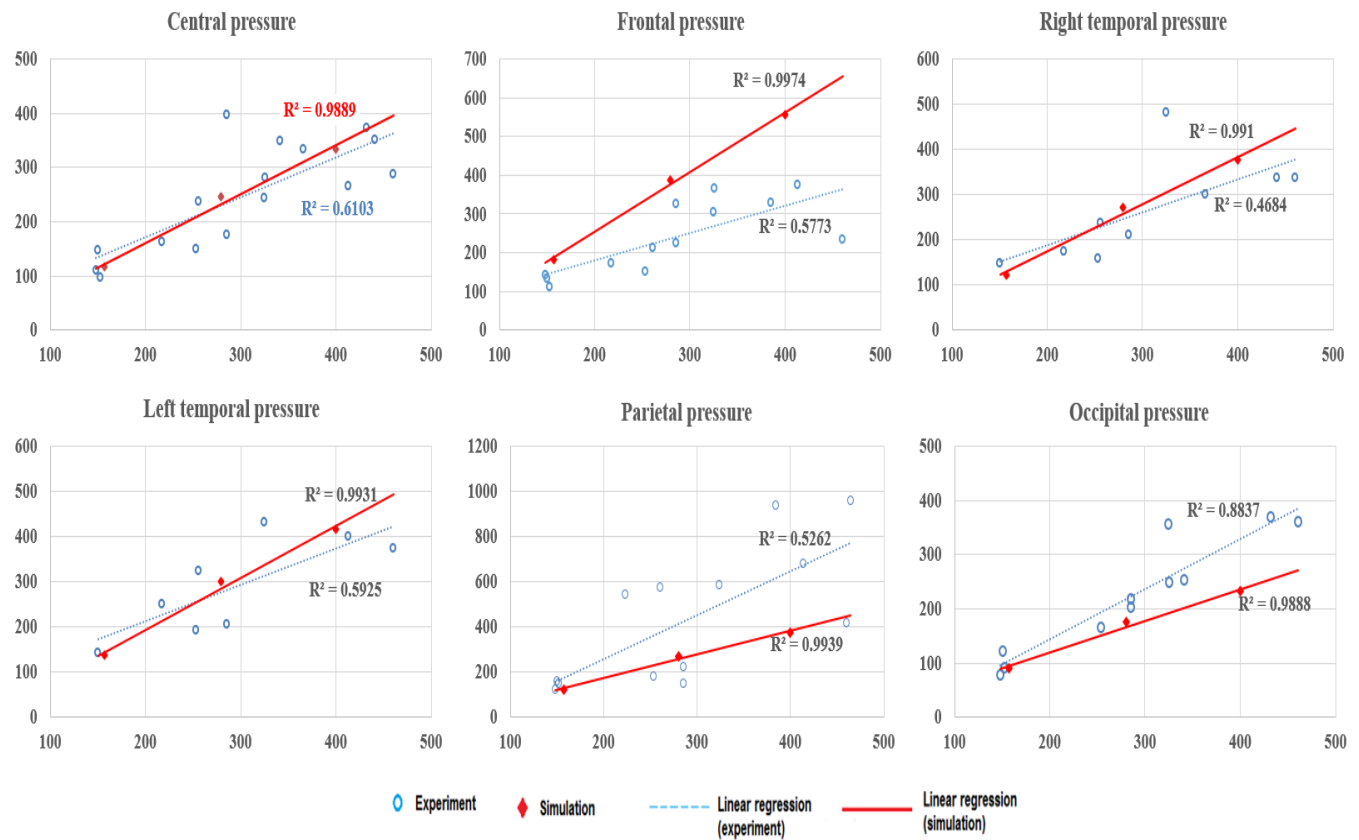 Central pressure
500
400
300
200
100
0
R² = 0.9889
R² = 0.6103
100 200 300 400 500
Frontal pressure
700
600
500
400
300
200
100
0
R² = 0.9974
R² = 0.5773
100 200 300 400 500
Right temporal pressure
600
500
400
300
200
100
0
R² = 0.991
R² = 0.4684
100 200 300 400 500
Left temporal pressure
600
500
400
300
200
100
0
R² = 0.9931
R² = 0.5925
100 200 300 400 500
Parietal pressure
1200
1000
800
600
400
200
0
R² = 0.5262
R² = 0.9939
100 200 300 400 500
Occipital pressure
500
400
300
200
100
0
R² = 0.8837
R² = 0.9888
100 200 300 400 500
Experiment
Simulation
Linear regression
(experiment)
Linear regression
(simulation)